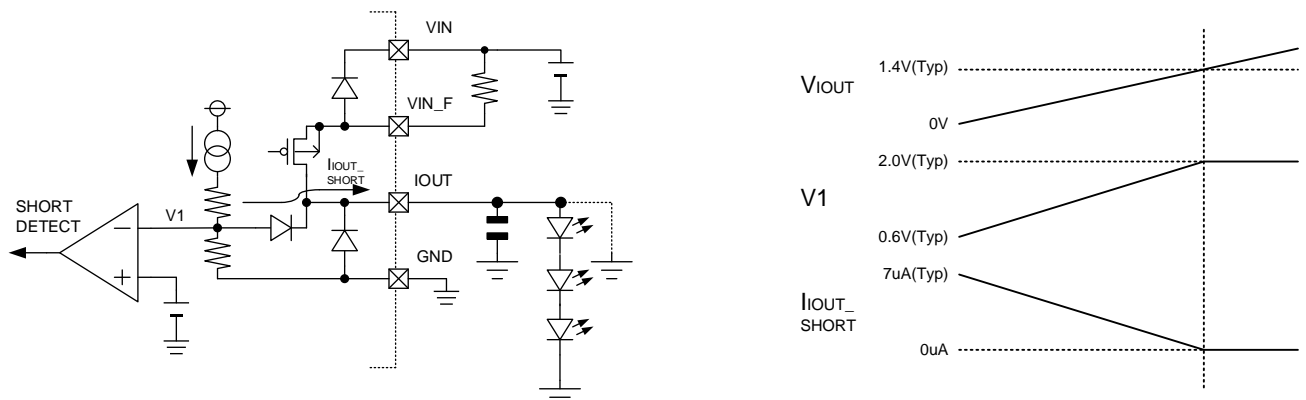 VIN
VIN_F
IIOUT_
SHORT
IOUT
SHORT
DETECT
V1
GND
VIOUT
1.4V(Typ)
0V
V1
2.0V(Typ)
0.6V(Typ)
IIOUT_
SHORT
7uA(Typ)
0uA